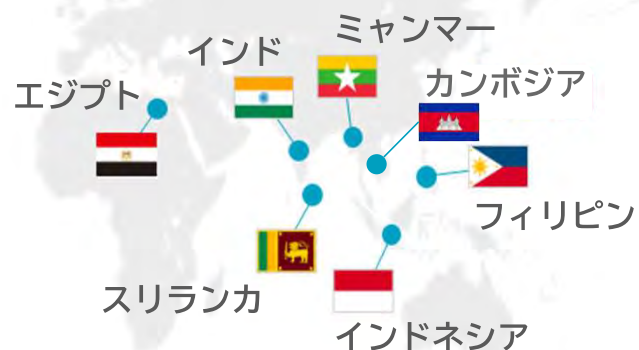 ミャンマー
インド
カンボジア
エジプト
フィリピン
スリランカ
インドネシア